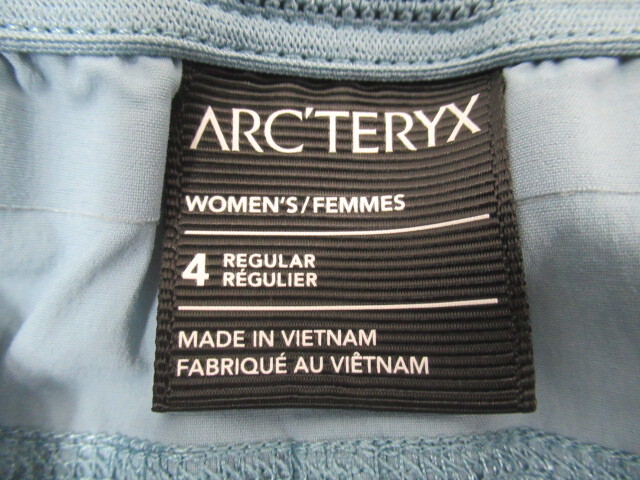 ARC'TERYX
WOMEN'S/FEMMES
4 REGULAR
RÉGULIER
MADE IN VIETNAM
FABRIQUÉ AU VIÊTNAM